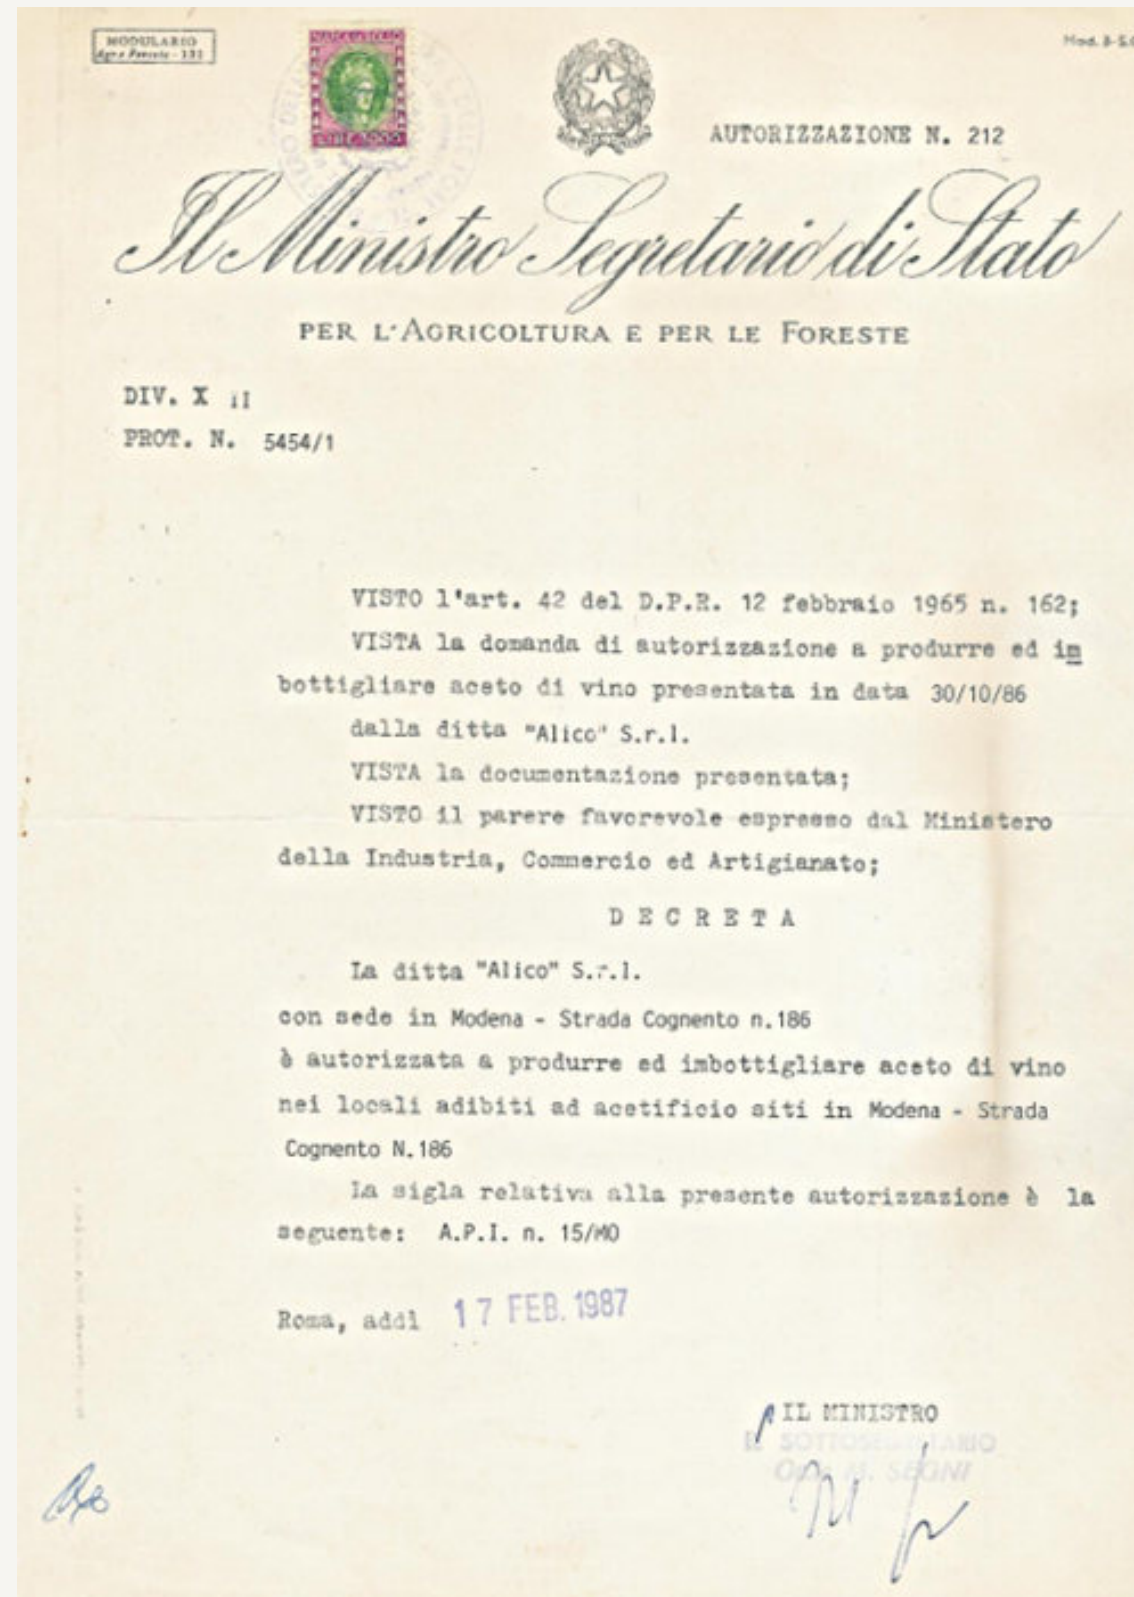 MODULARIO
MARCA DA BOLLO
AUTORIZZAZIONE N. 212
Il Ministro Segretario di Stato
PER L'AGRICOLTURA E PER LE FORESTE
DIV. X II
PROT. N. 5454/1
VISTO l'art. 42 del D.P.R. 12 febbraio 1965 n. 162;
VISTA la domanda di autorizzazione a produrre ed im
bottigliare aceto di vino presentata in data 30/10/86
dalla ditta "Alico" S.r.l.
VISTA la documentazione presentata;
VISTO il parere favorevole espresso dal Ministero
della Industria, Commercio ed Artigianato;
D E C R E T A
La ditta "Alico" S.r.l.
con sede in Modena - Strada Cognento n.186
è autorizzata a produrre ed imbottigliare aceto di vino
nei locali adibiti ad acetificio siti in Modena - Strada
Cognento N.186
La sigla relativa alla presente autorizzazione è la
seguente: A.P.I. n. 15/MO
Roma, addì 17 FEB. 1987
IL MINISTRO
IL SOTTOSEGRETARIO
M. SEGNI